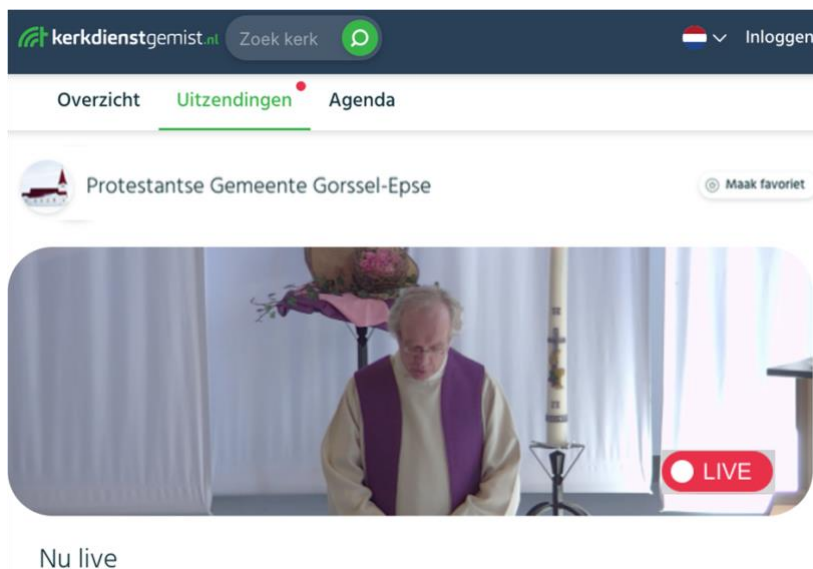 kerkdienstgemist.nl Zoek kerk Inloggen
Overzicht Uitzendingen Agenda
Protestantse Gemeente Gorssel-Epse Maak favoriet
LIVE
Nu live